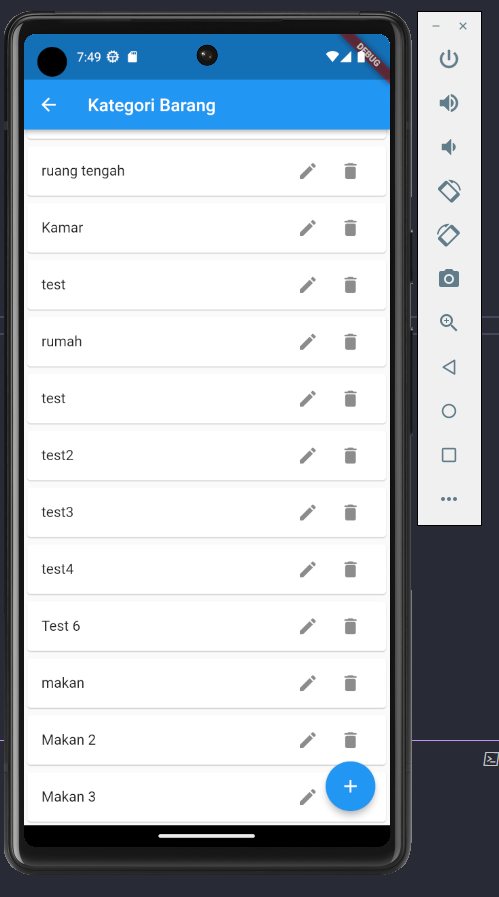 7:49
DEBUG
Kategori Barang
ruang tengah
Kamar
test
rumah
test
test2
test3
test4
Test 6
makan
Makan 2
Makan 3